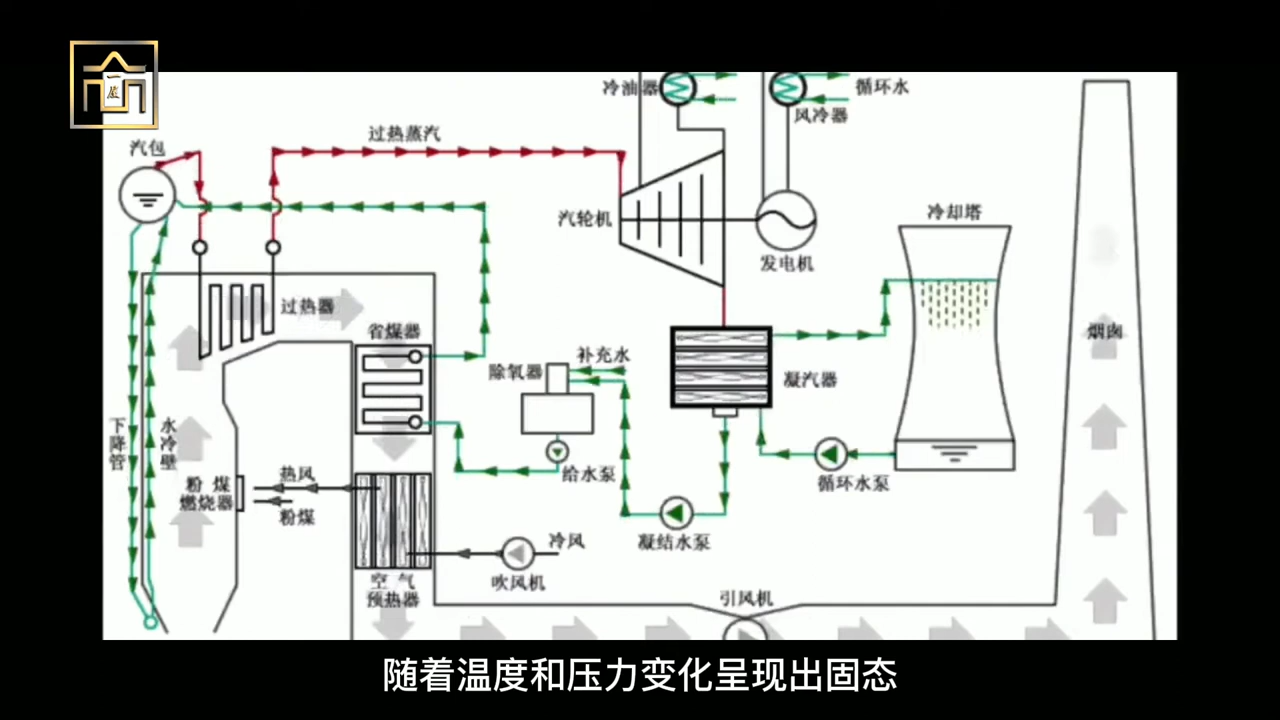 一度
冷油器
循环水
风冷器
过热蒸汽
汽包
汽轮机
发电机
冷却塔
过热器
省煤器
烟囱
除氧器
补充水
凝汽器
下降管
水冷壁
给水泵
循环水泵
热风
粉煤
燃烧器
粉煤
凝结水泵
冷风
吹风机
空气
预热器
引风机
随着温度和压力变化呈现出固态